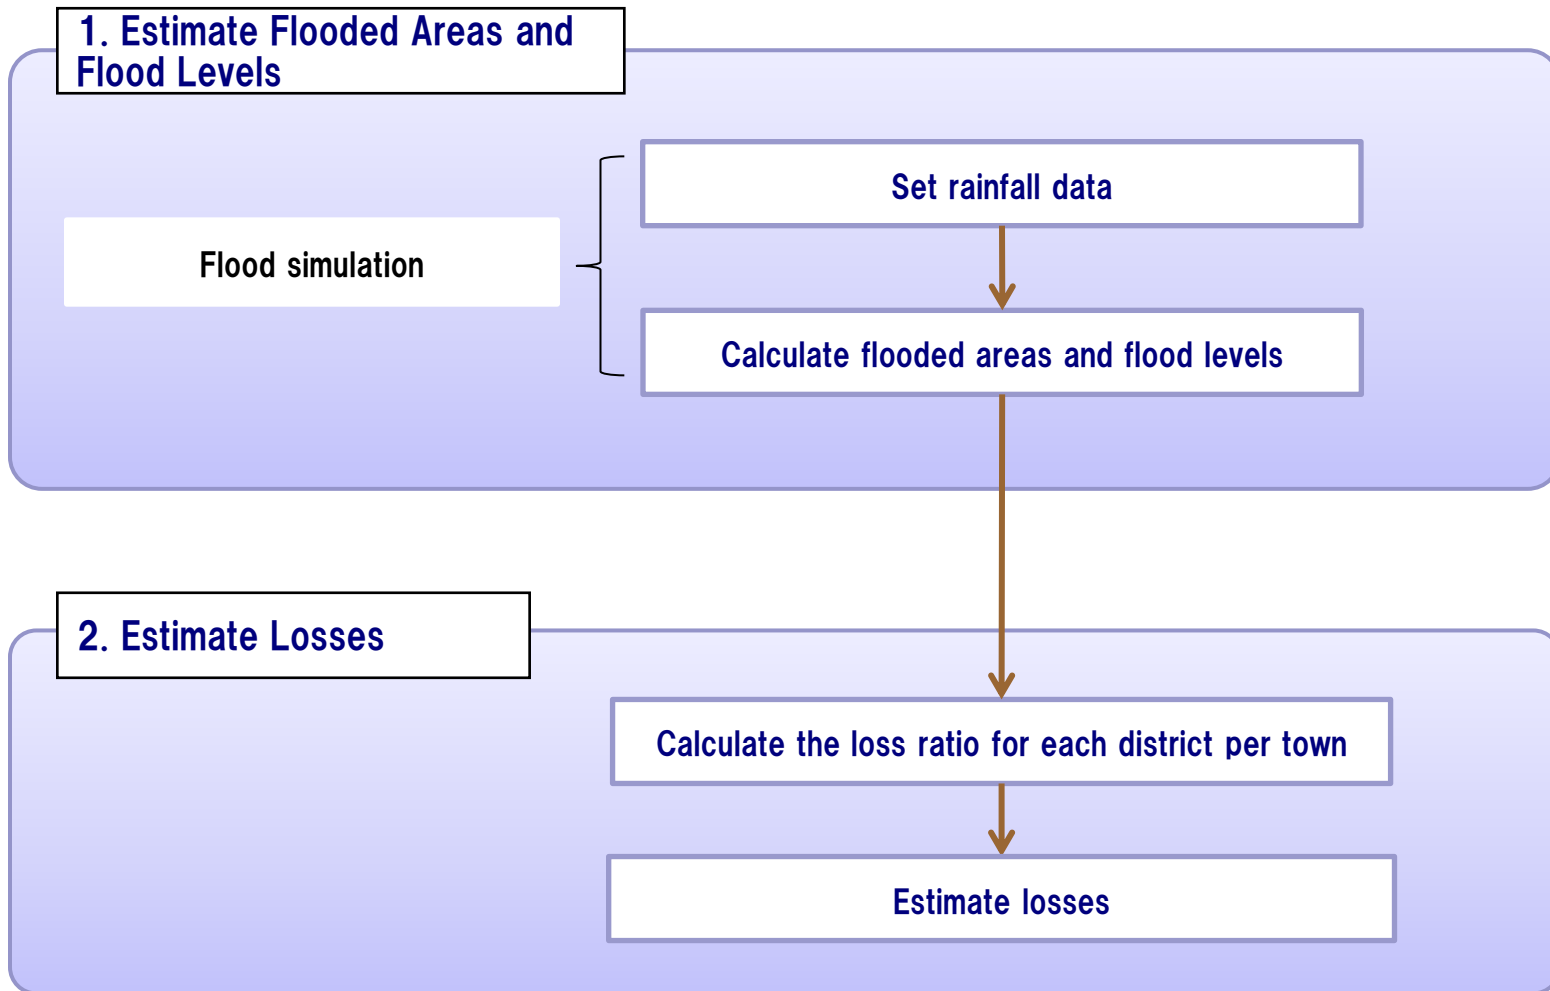 1. Estimate Flooded Areas and
Flood Levels
Set rainfall data
Flood simulation
Calculate flooded areas and flood levels
2. Estimate Losses
Calculate the loss ratio for each district per town
Estimate losses